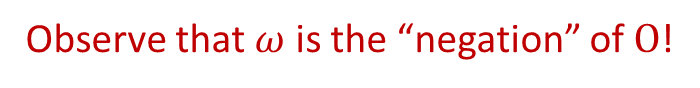 Observe that 𝜔 is the “negation” of O!